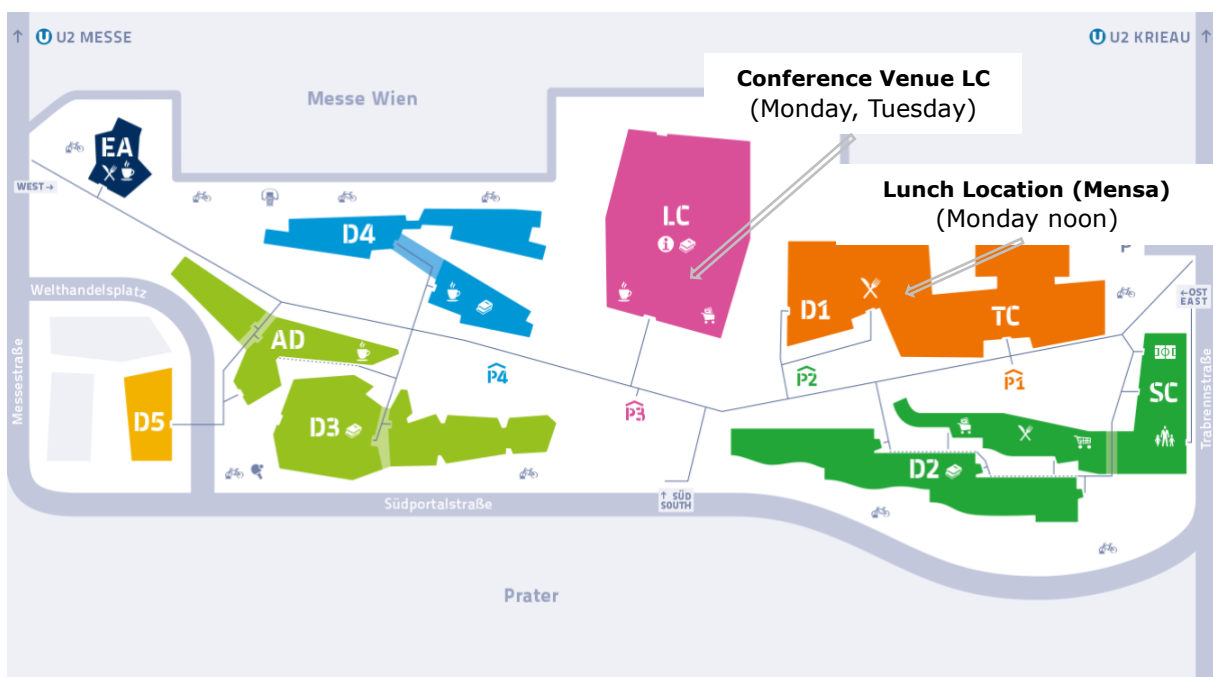 U U2 MESSE
U U2 KRIEAU
Messe Wien
Conference Venue LC
(Monday, Tuesday)
EA
WEST→
Lunch Location (Mensa)
(Monday noon)
LC
i
D4
P
Welthandelsplatz
←OST
EAST
D1
TC
AD
Messestraße
P4
P2
P1
SC
Trabrennstraße
D5
D3
P3
D2
Südportalstraße
↑ SÜD
SOUTH
Prater